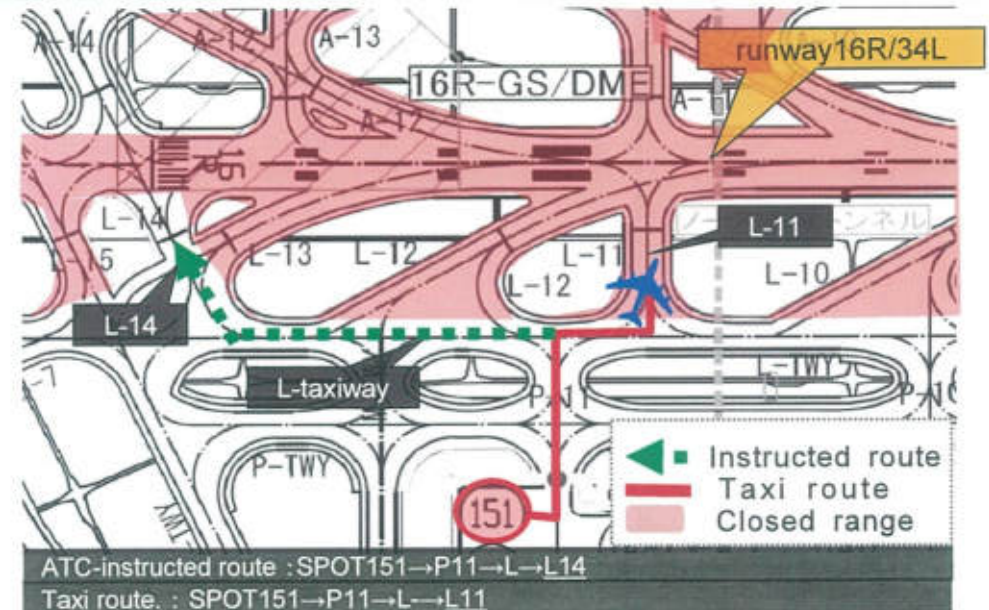 A-14
A-12
A-13
runway16R/34L
16R-GS/DME
A-12
16
R
L-14
L-11
L-15
L-13
L-12
L-11
L-12
L-10
L-14
L-taxiway
L-TWY
P-11
P-TWY
151
Instructed route
Taxi route
Closed range
ATC-instructed route :SPOT151→P11→L→L14
Taxi route. : SPOT151→P11→L-→L11